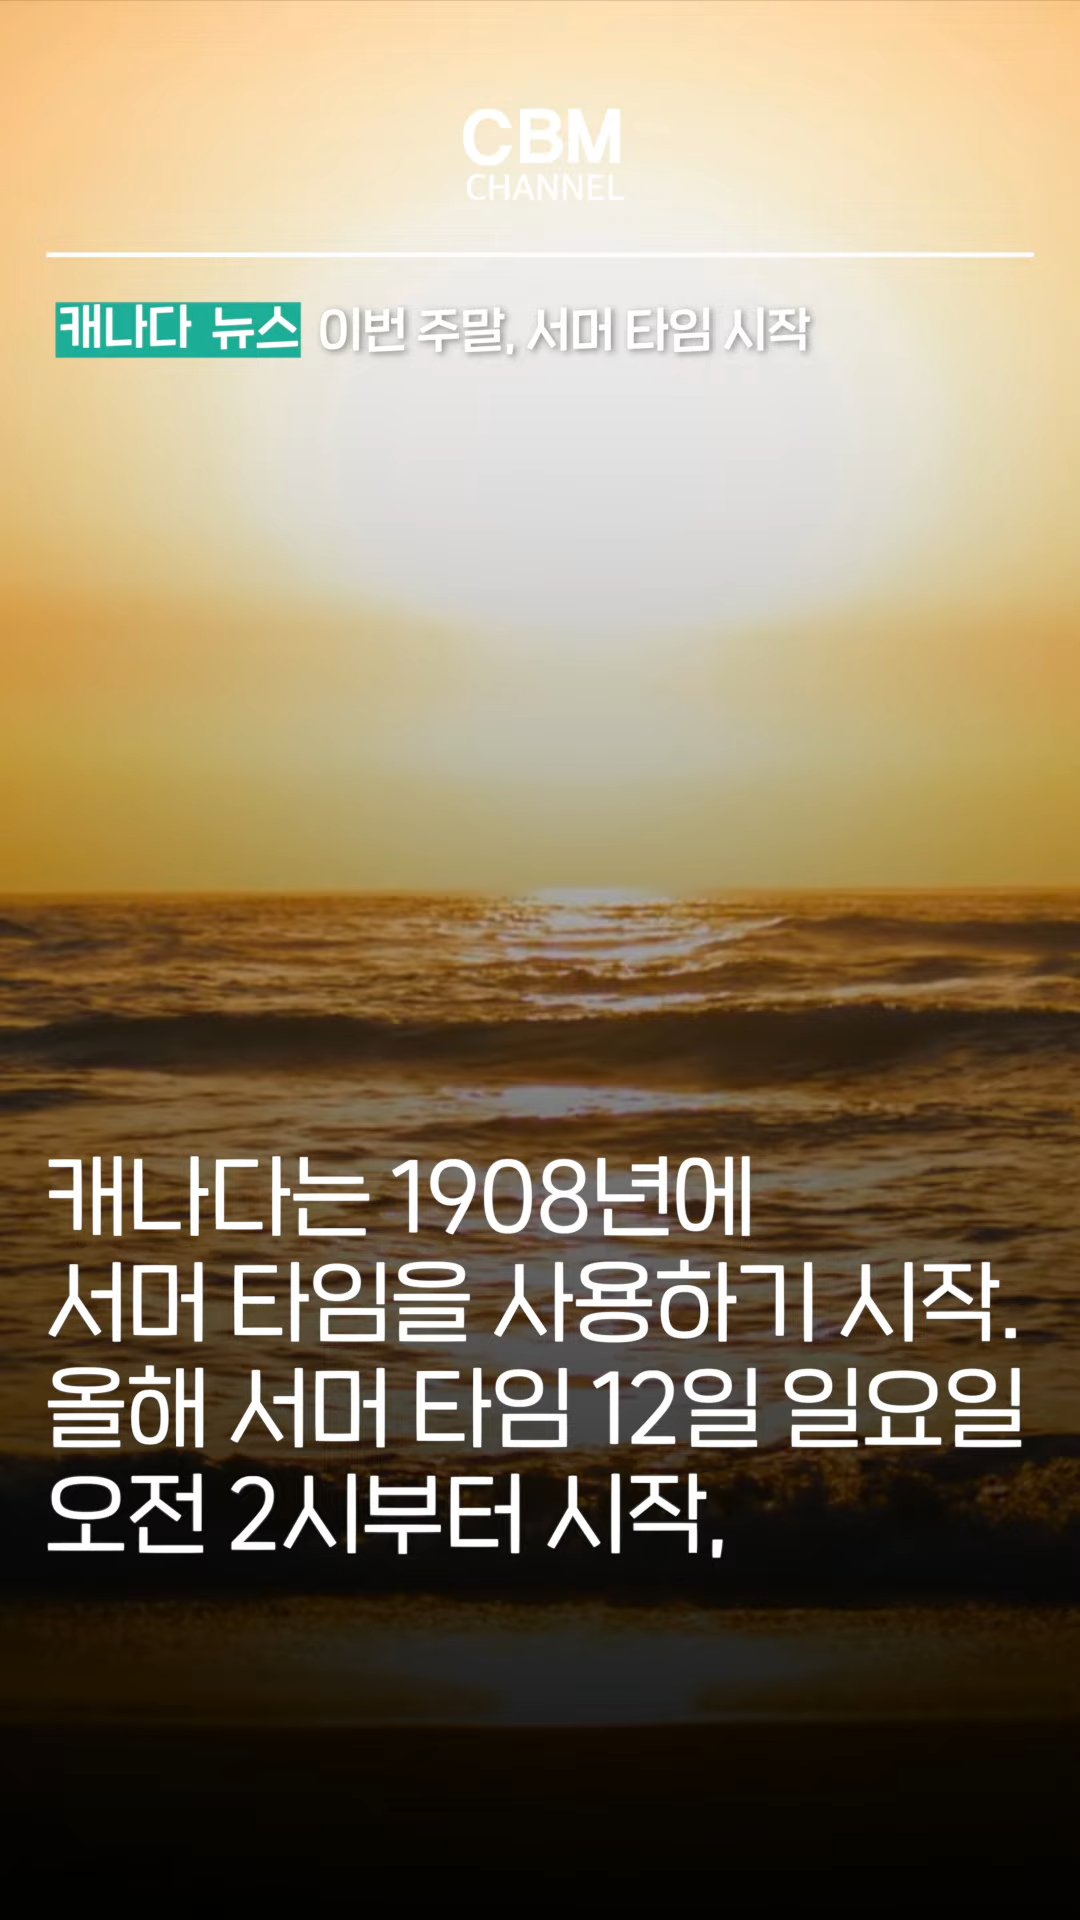 CBM
CHANNEL
캐나다 뉴스 이번 주말, 서머 타임 시작
캐나다는 1908년에
서머 타임을 사용하기 시작.
올해 서머 타임 12일 일요일
오전 2시부터 시작,